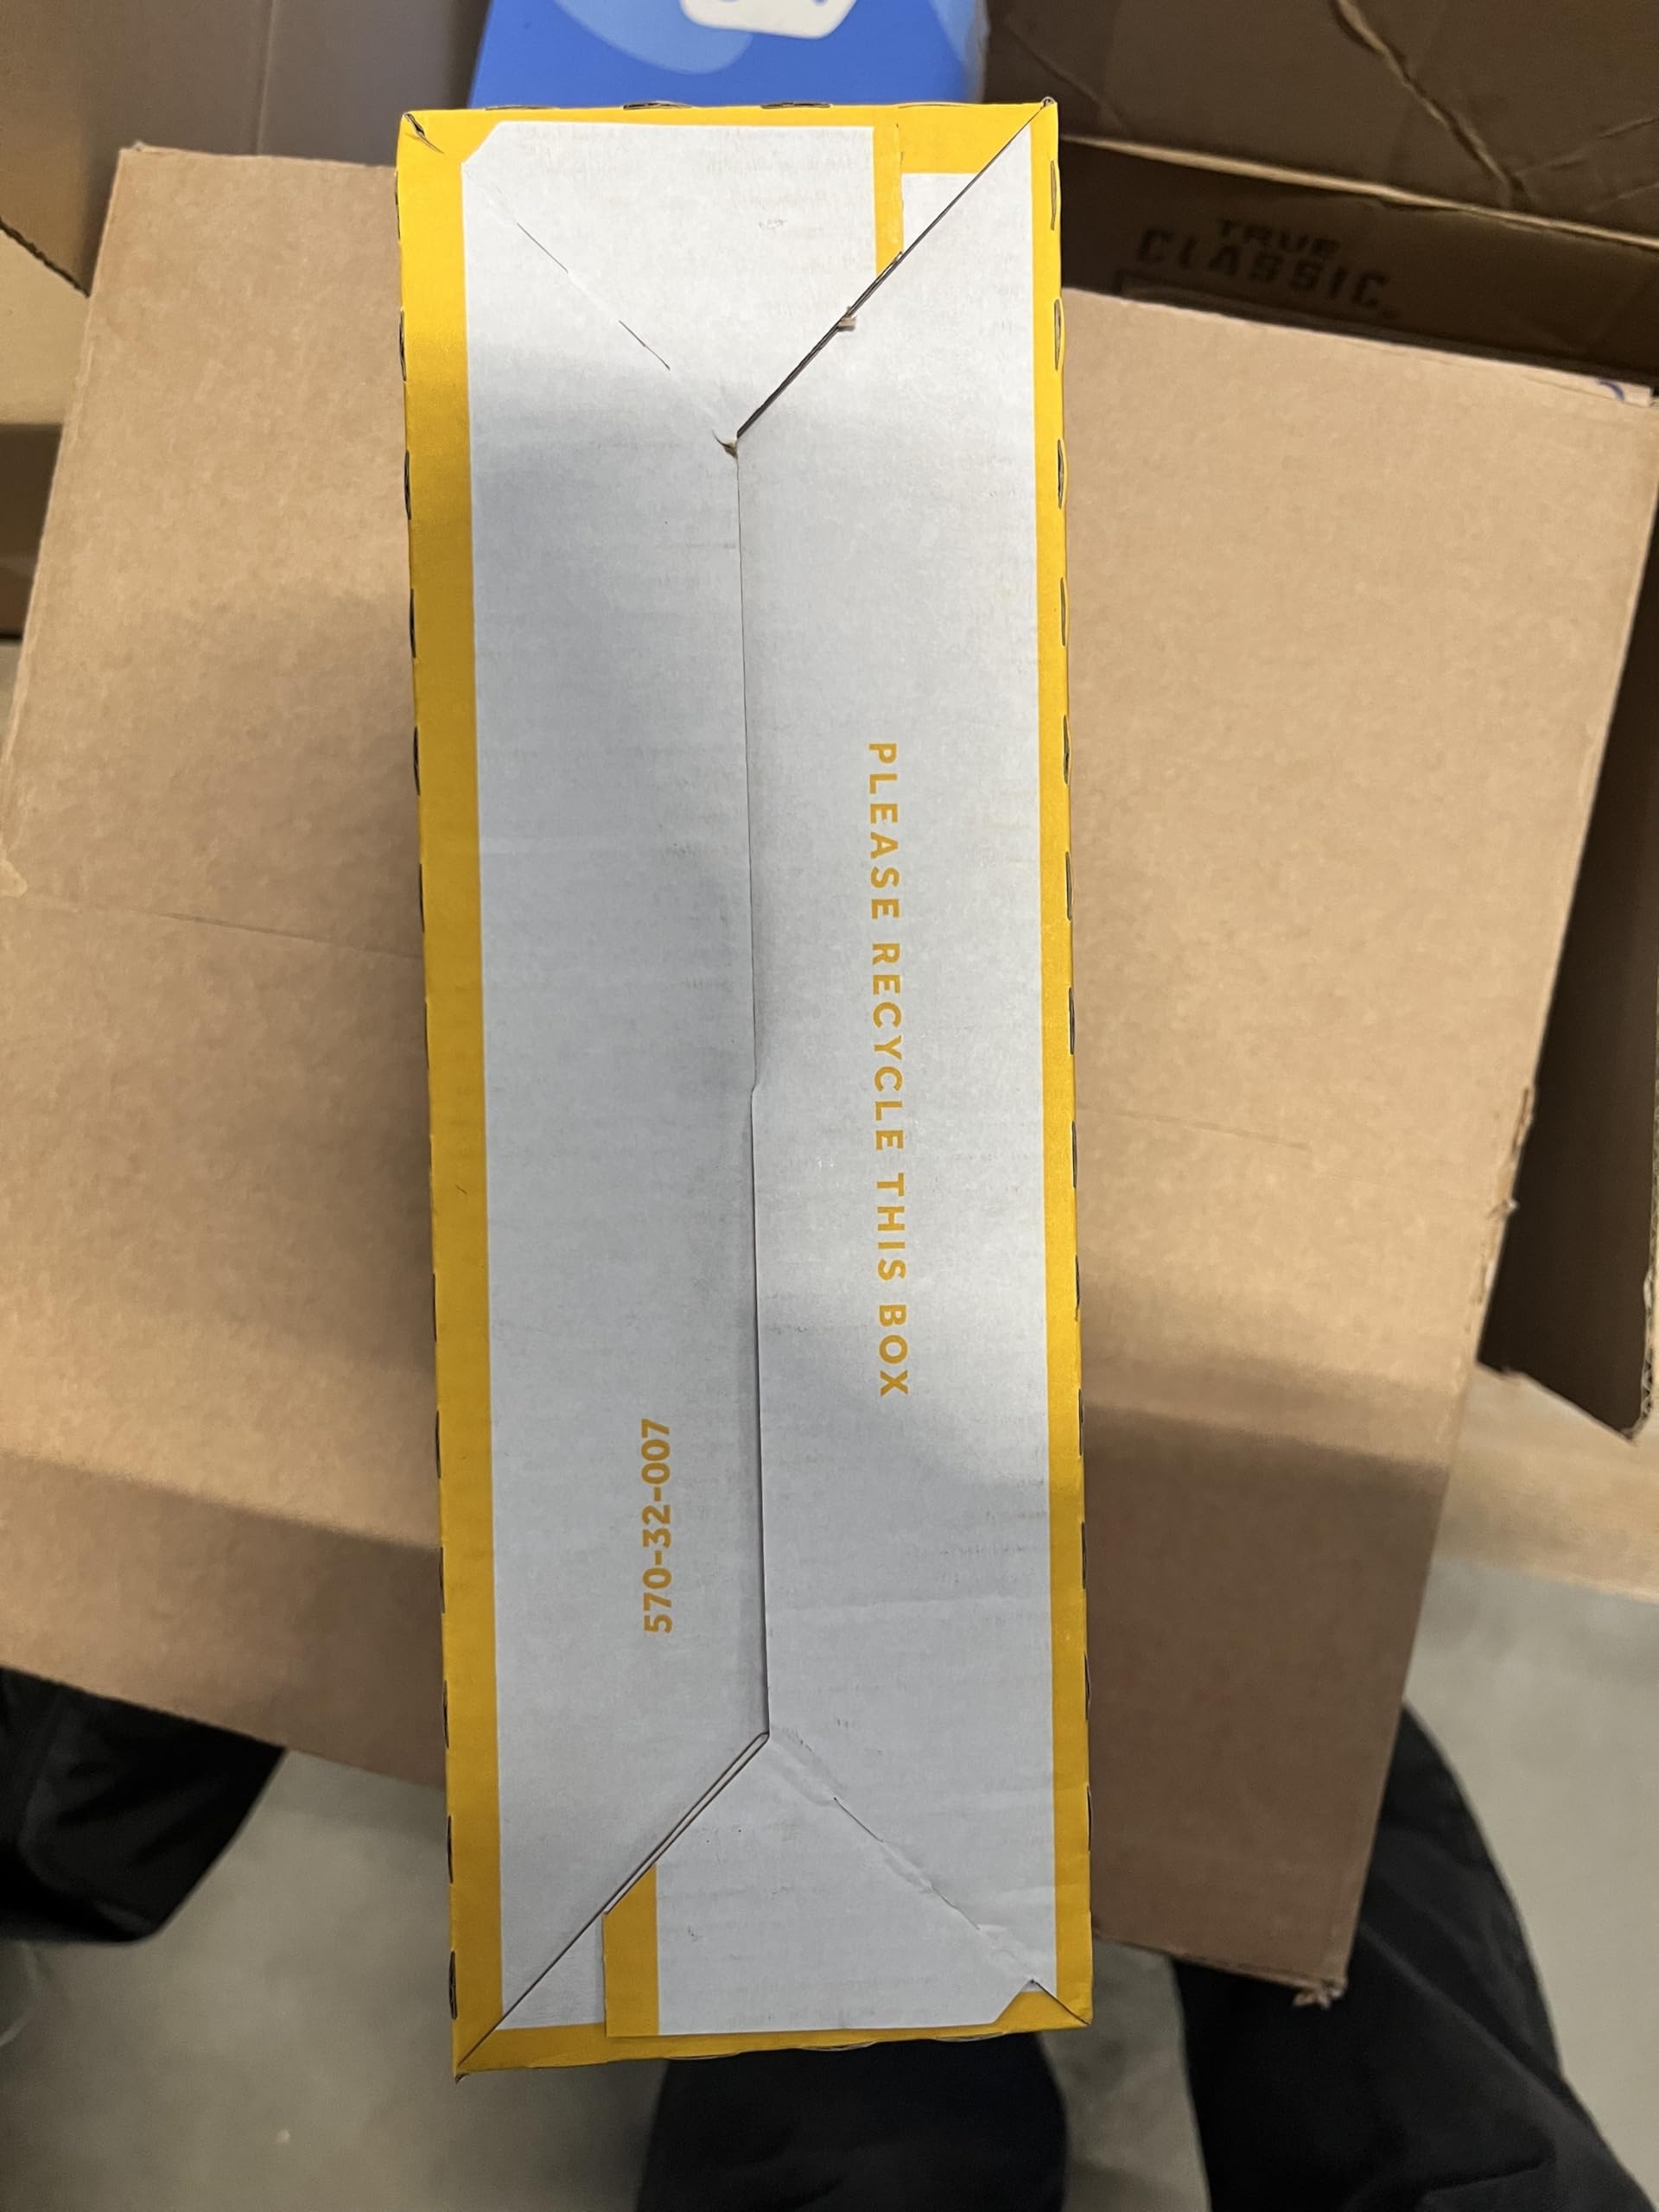 TRUE
CLASSIC
PLEASE RECYCLE THIS BOX
570-32-007